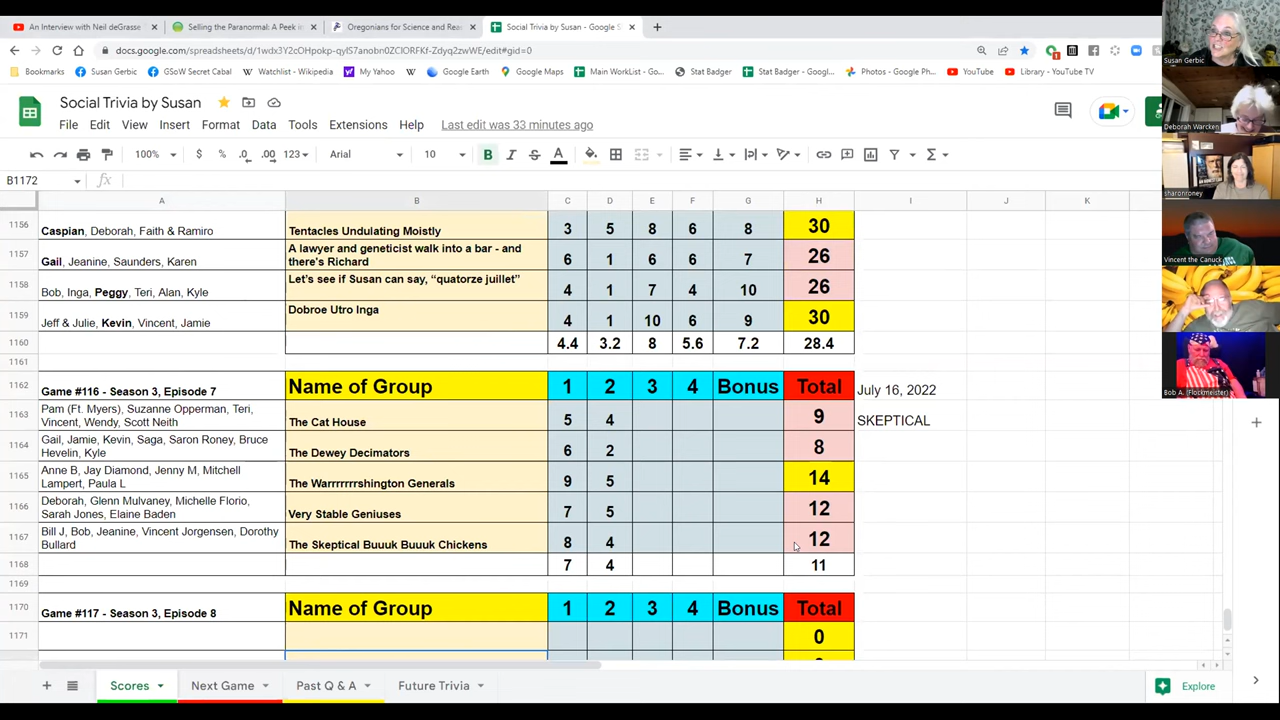 An Interview with Neil deGrasse
Selling the Paranormal: A Peek in
Oregonians for Science and Rea
Social Trivia by Susan - Google S
docs.google.com/spreadsheets/d/1wdx3Y2cOHpokp-qyIS7anobn0ZClORFKf-Zdyq2zwWE/edit#gid=0
Bookmarks Susan Gerbic GSoW Secret Cabal Watchlist - Wikipedia My Yahoo Google Earth Google Maps Main WorkList - Go... Stat Badger Stat Badger - Googl... Photos - Google Ph... YouTube Library - YouTube TV
Social Trivia by Susan
File Edit View Insert Format Data Tools Extensions Help Last edit was 33 minutes ago
100% $ % .0 .00 123 Arial 10 B I S A
B1172 fx
A B C D E F G H I J K
1156 Caspian, Deborah, Faith & Ramiro Tentacles Undulating Moistly 3 5 8 6 8 30
1157 Gail, Jeanine, Saunders, Karen A lawyer and geneticist walk into a bar - and
there's Richard 6 1 6 6 7 26
1158 Bob, Inga, Peggy, Teri, Alan, Kyle Let's see if Susan can say, "quatorze juillet" 4 1 7 4 10 26
1159 Jeff & Julie, Kevin, Vincent, Jamie Dobroe Utro Inga 4 1 10 6 9 30
1160 4.4 3.2 8 5.6 7.2 28.4
1161
1162 Game #116 - Season 3, Episode 7 Name of Group 1 2 3 4 Bonus Total July 16, 2022
1163 Pam (Ft. Myers), Suzanne Opperman, Teri,
Vincent, Wendy, Scott Neith The Cat House 5 4 9 SKEPTICAL
1164 Gail, Jamie, Kevin, Saga, Saron Roney, Bruce
Hevelin, Kyle The Dewey Decimators 6 2 8
1165 Anne B, Jay Diamond, Jenny M, Mitchell
Lampert, Paula L The Warrrrrrrshington Generals 9 5 14
1166 Deborah, Glenn Mulvaney, Michelle Florio,
Sarah Jones, Elaine Baden Very Stable Geniuses 7 5 12
1167 Bill J, Bob, Jeanine, Vincent Jorgensen, Dorothy
Bullard The Skeptical Buuuk Buuuk Chickens 8 4 12
1168 7 4 11
1169
1170 Game #117 - Season 3, Episode 8 Name of Group 1 2 3 4 Bonus Total
1171 0
Scores Next Game Past Q & A Future Trivia
Explore
Susan Gerbic
Deborah Warcken
sharonroney
Vincent the Canuck
Bob A. (Flockmeister)